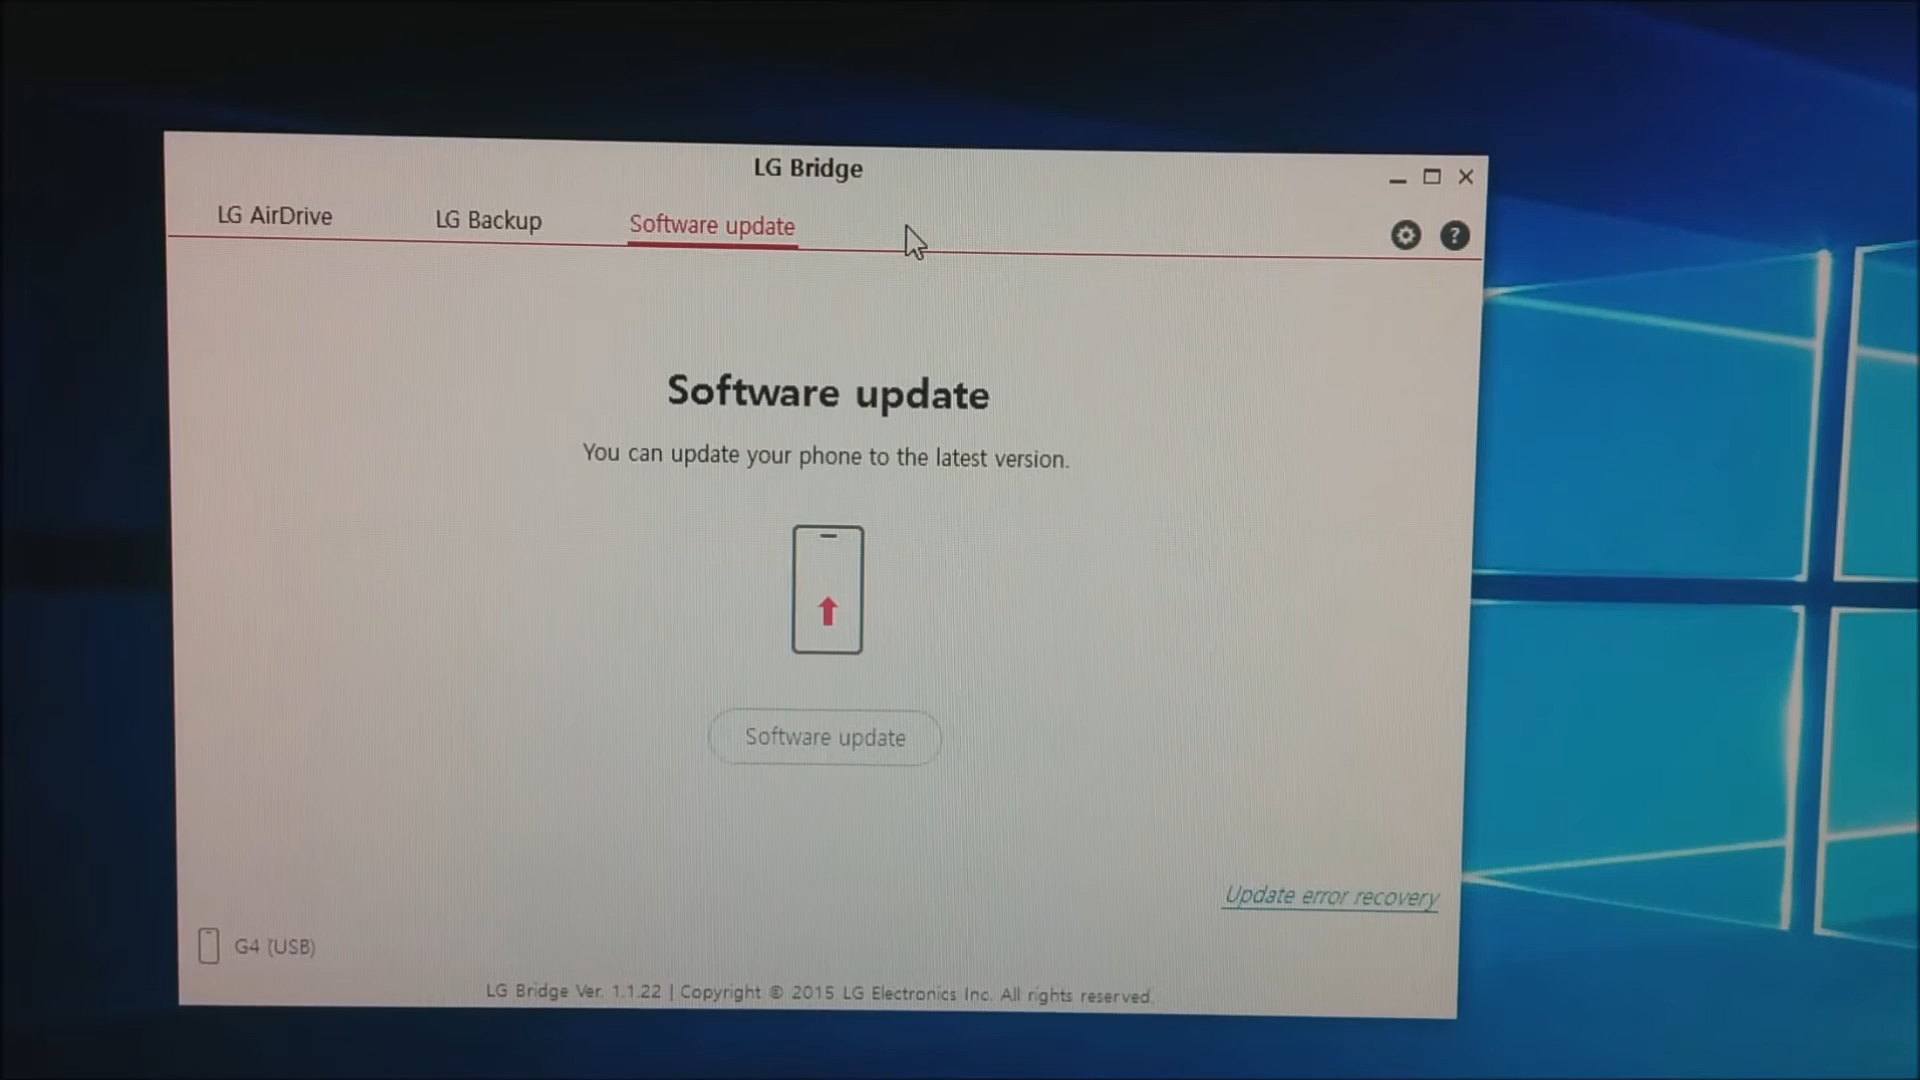 LG Bridge
LG AirDrive
LG Backup
Software update
?
Software update
You can update your phone to the latest version.
Software update
Update error recovery
G4 (USB)
LG Bridge Ver. 1.1.22 | Copyright © 2015 LG Electronics Inc. All rights reserved.